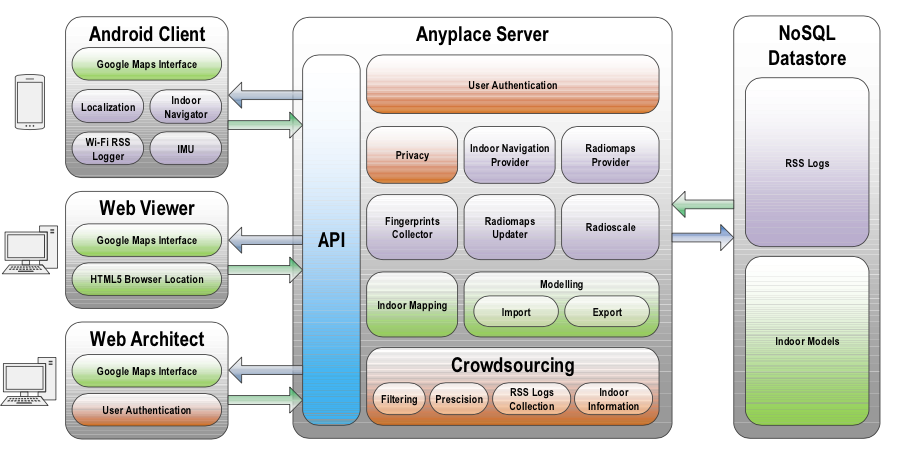 Android Client
Google Maps Interface
Localization
Indoor
Navigator
Wi-Fi RSS
Logger
IMU
Web Viewer
Google Maps Interface
HTML5 Browser Location
Web Architect
Google Maps Interface
User Authentication
Anyplace Server
API
User Authentication
Privacy
Indoor Navigation
Provider
Radiomaps
Provider
Fingerprints
Collector
Radiomaps
Updater
Radioscale
Indoor Mapping
Modelling
Import
Export
Crowdsourcing
Filtering
Prescision
RSS Logs
Collection
Indoor
Information
NoSQL
Datastore
RSS Logs
Indoor Models